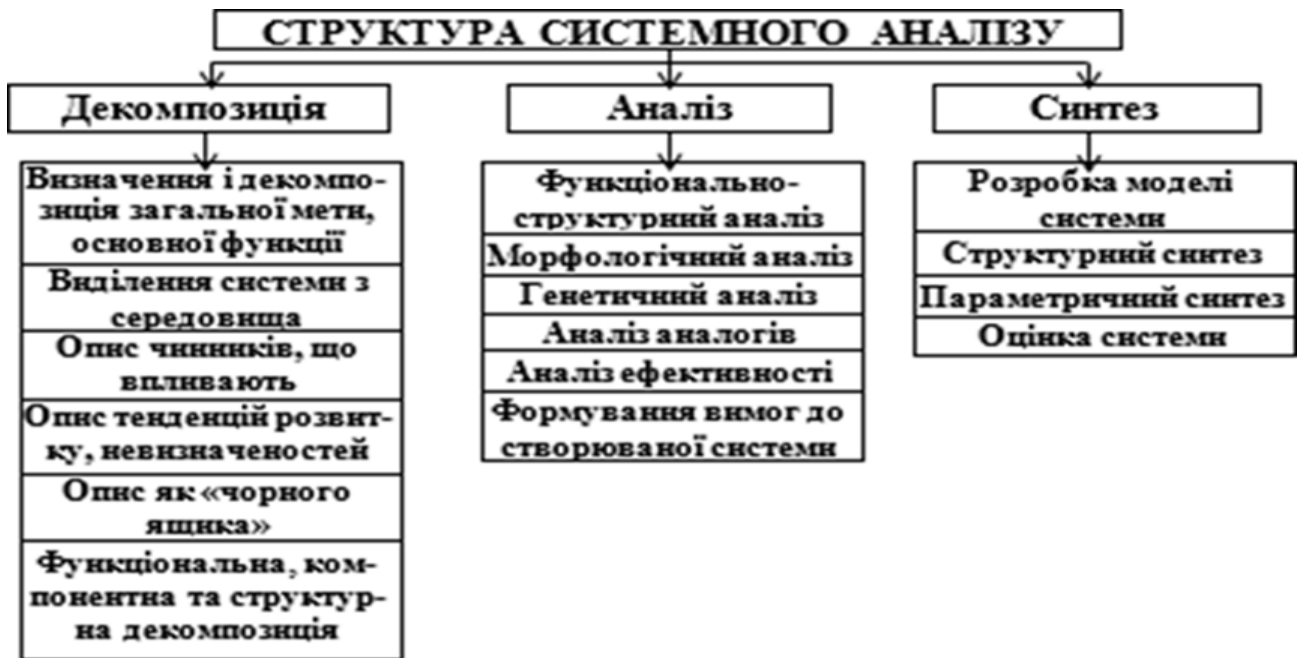 СТРУКТУРА СИСТЕМНОГО АНАЛІЗУ
Декомпозиція
Визначення і декомпо-
зиція загальної мети,
основної функції
Виділення системи з
середовища
Опис чинників, що
впливають
Опис тенденцій розвит-
ку, невизначеностей
Опис як «чорного
ящика»
Функціональна, ком-
понентна та структур-
на декомпозиція
Аналіз
Функціонально-
структурний аналіз
Морфологічний аналіз
Генетичний аналіз
Аналіз аналогів
Аналіз ефективності
Формування вимог до
створюваної системи
Синтез
Розробка моделі
системи
Структурний синтез
Параметричний синтез
Оцінка системи